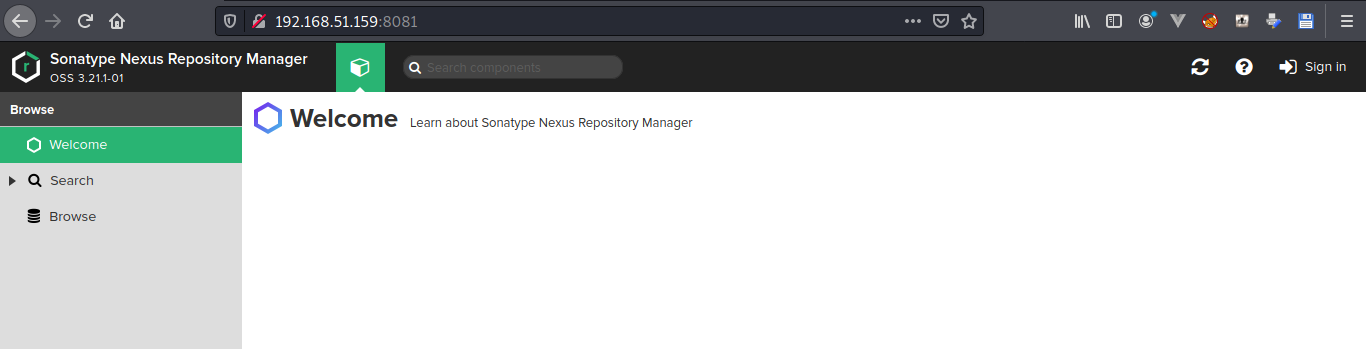 192.168.51.159:8081
Sonatype Nexus Repository Manager
OSS 3.21.1-01
Search components
Sign in
Browse
Welcome
Search
Browse
Welcome Learn about Sonatype Nexus Repository Manager